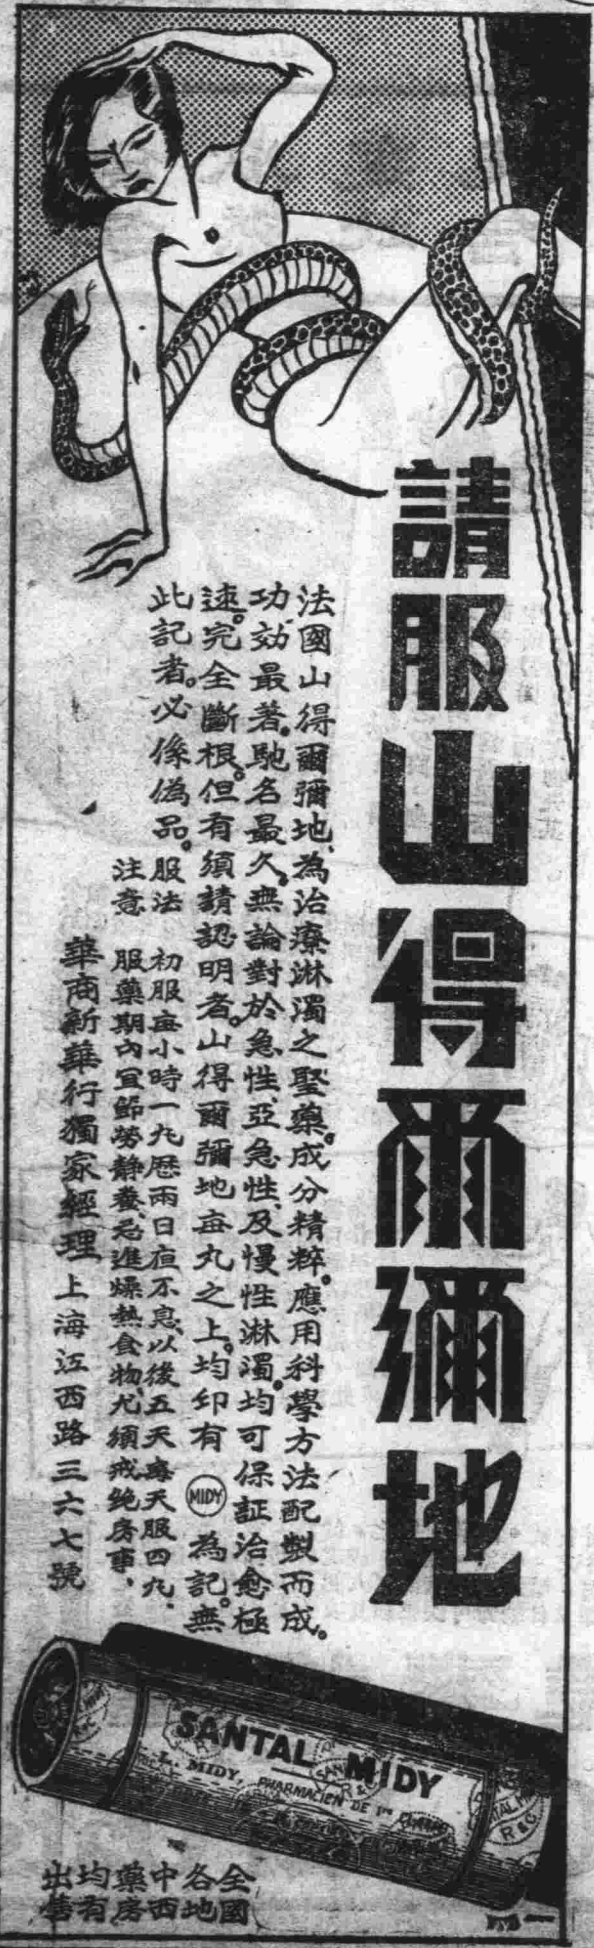 請服山得爾彌地
法國山得爾彌地、為治療淋濁之聖藥。成分精粹。應用科學方法配製而成。
功効最著。馳名最久。無論對於急性、亞急性、及慢性淋濁。均可保証治愈極
速。完全斷根。但有須請認明者。山得爾彌地每丸之上。均印有 MIDY 為記。無
此記者。必係偽品。
服法 初服每小時一丸歷兩日夜不息、以後五天每天服四丸、
注意 服藥期內宜節勞靜養、忌進燥熱食物、尤須戒绝房事、
華商新華行獨家經理 上海江西路三六七號
SANTAL MIDY
L. MIDY, PHARMACIEN DE 1re
R & C
全國
各地
中西
藥房
均有
出售